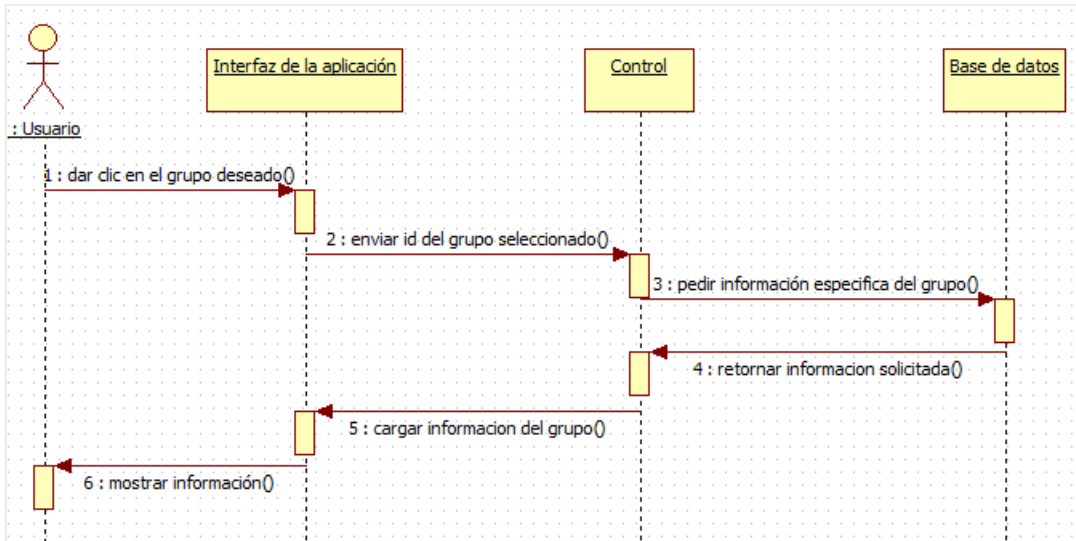 Interfaz de la aplicación
Control
Base de datos
: Usuario
1 : dar clic en el grupo deseado()
2 : enviar id del grupo seleccionado()
3 : pedir información especifica del grupo()
4 : retornar informacion solicitada()
5 : cargar informacion del grupo()
6 : mostrar información()